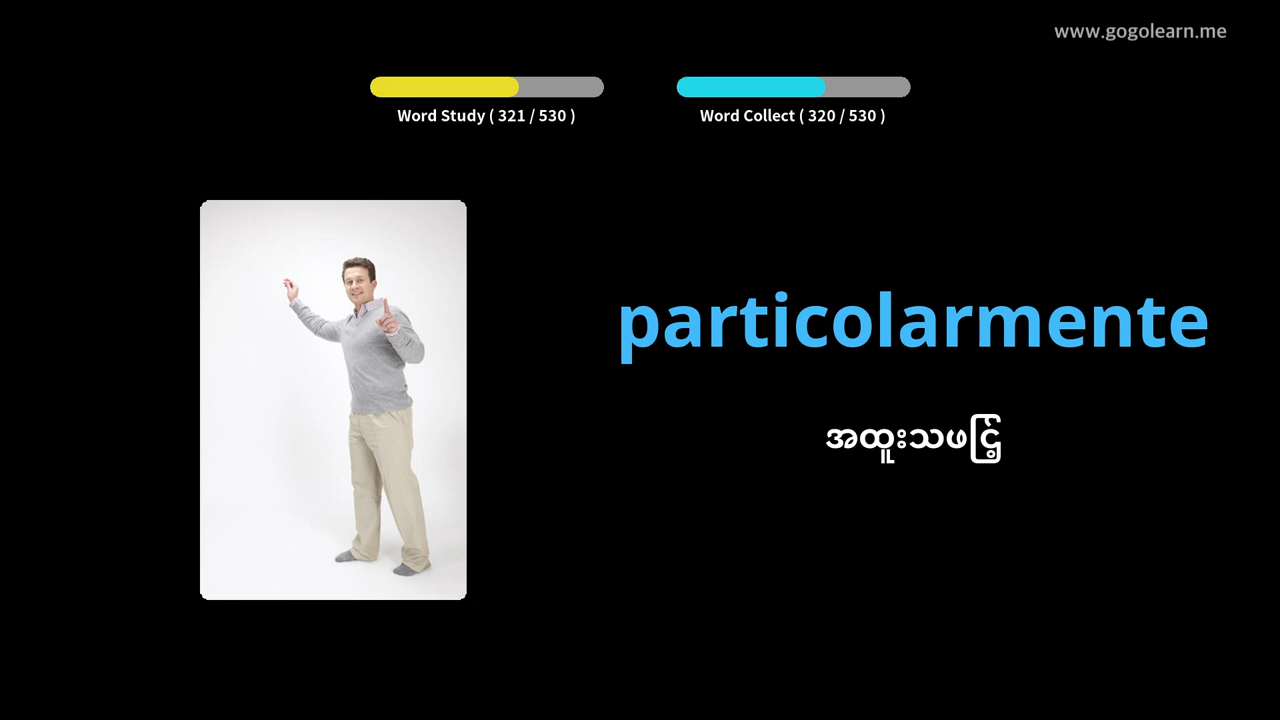 www.gogolearn.me
Word Study ( 321 / 530 )
Word Collect ( 320 / 530 )
particolarmente
အထူးသဖြင့်